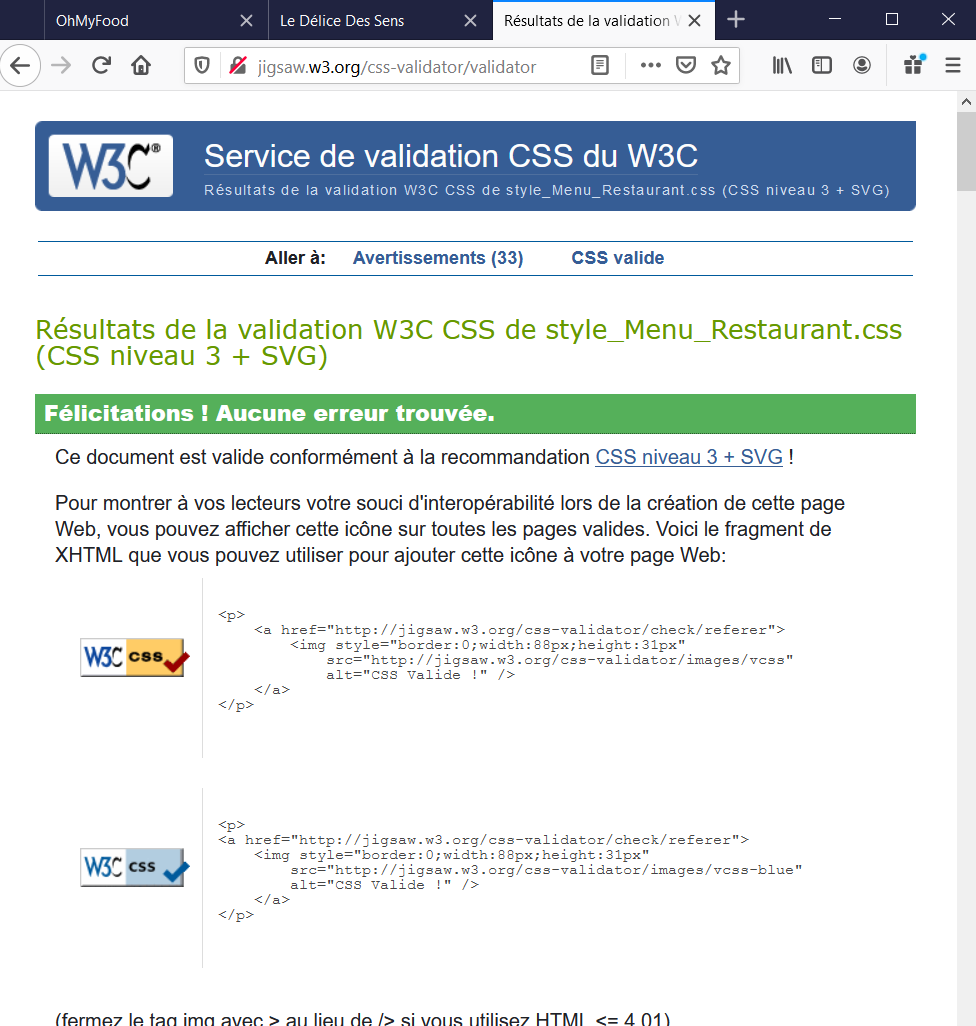 OhMyFood
Le Délice Des Sens
Résultats de la validation
jigsaw.w3.org/css-validator/validator
W3C®
Service de validation CSS du W3C
Résultats de la validation W3C CSS de style_Menu_Restaurant.css (CSS niveau 3 + SVG)
Aller à: Avertissements (33) CSS valide
Résultats de la validation W3C CSS de style_Menu_Restaurant.css
(CSS niveau 3 + SVG)
Félicitations ! Aucune erreur trouvée.
Ce document est valide conformément à la recommandation CSS niveau 3 + SVG !
Pour montrer à vos lecteurs votre souci d'interopérabilité lors de la création de cette page
Web, vous pouvez afficher cette icône sur toutes les pages valides. Voici le fragment de
XHTML que vous pouvez utiliser pour ajouter cette icône à votre page Web:
W3C css
<p>
<a href="http://jigsaw.w3.org/css-validator/check/referer">
<img style="border:0;width:88px;height:31px"
src="http://jigsaw.w3.org/css-validator/images/vcss"
alt="CSS Valide !" />
</a>
</p>
W3C css
<p>
<a href="http://jigsaw.w3.org/css-validator/check/referer">
<img style="border:0;width:88px;height:31px"
src="http://jigsaw.w3.org/css-validator/images/vcss-blue"
alt="CSS Valide !" />
</a>
</p>
(fermez le tag img avec > au lieu de /> si vous utilisez HTML <= 4.01)